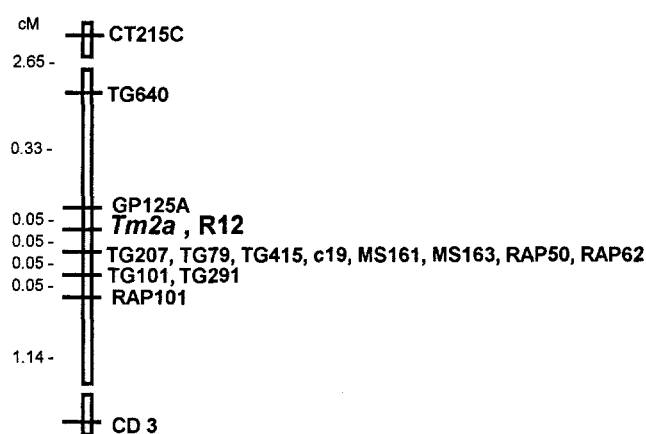 cM
CT215C
2.65 -
TG640
0.33 -
GP125A
0.05 -
Tm2a , R12
0.05 -
TG207, TG79, TG415, c19, MS161, MS163, RAP50, RAP62
0.05 -
TG101, TG291
0.05 -
RAP101
1.14 -
CD 3